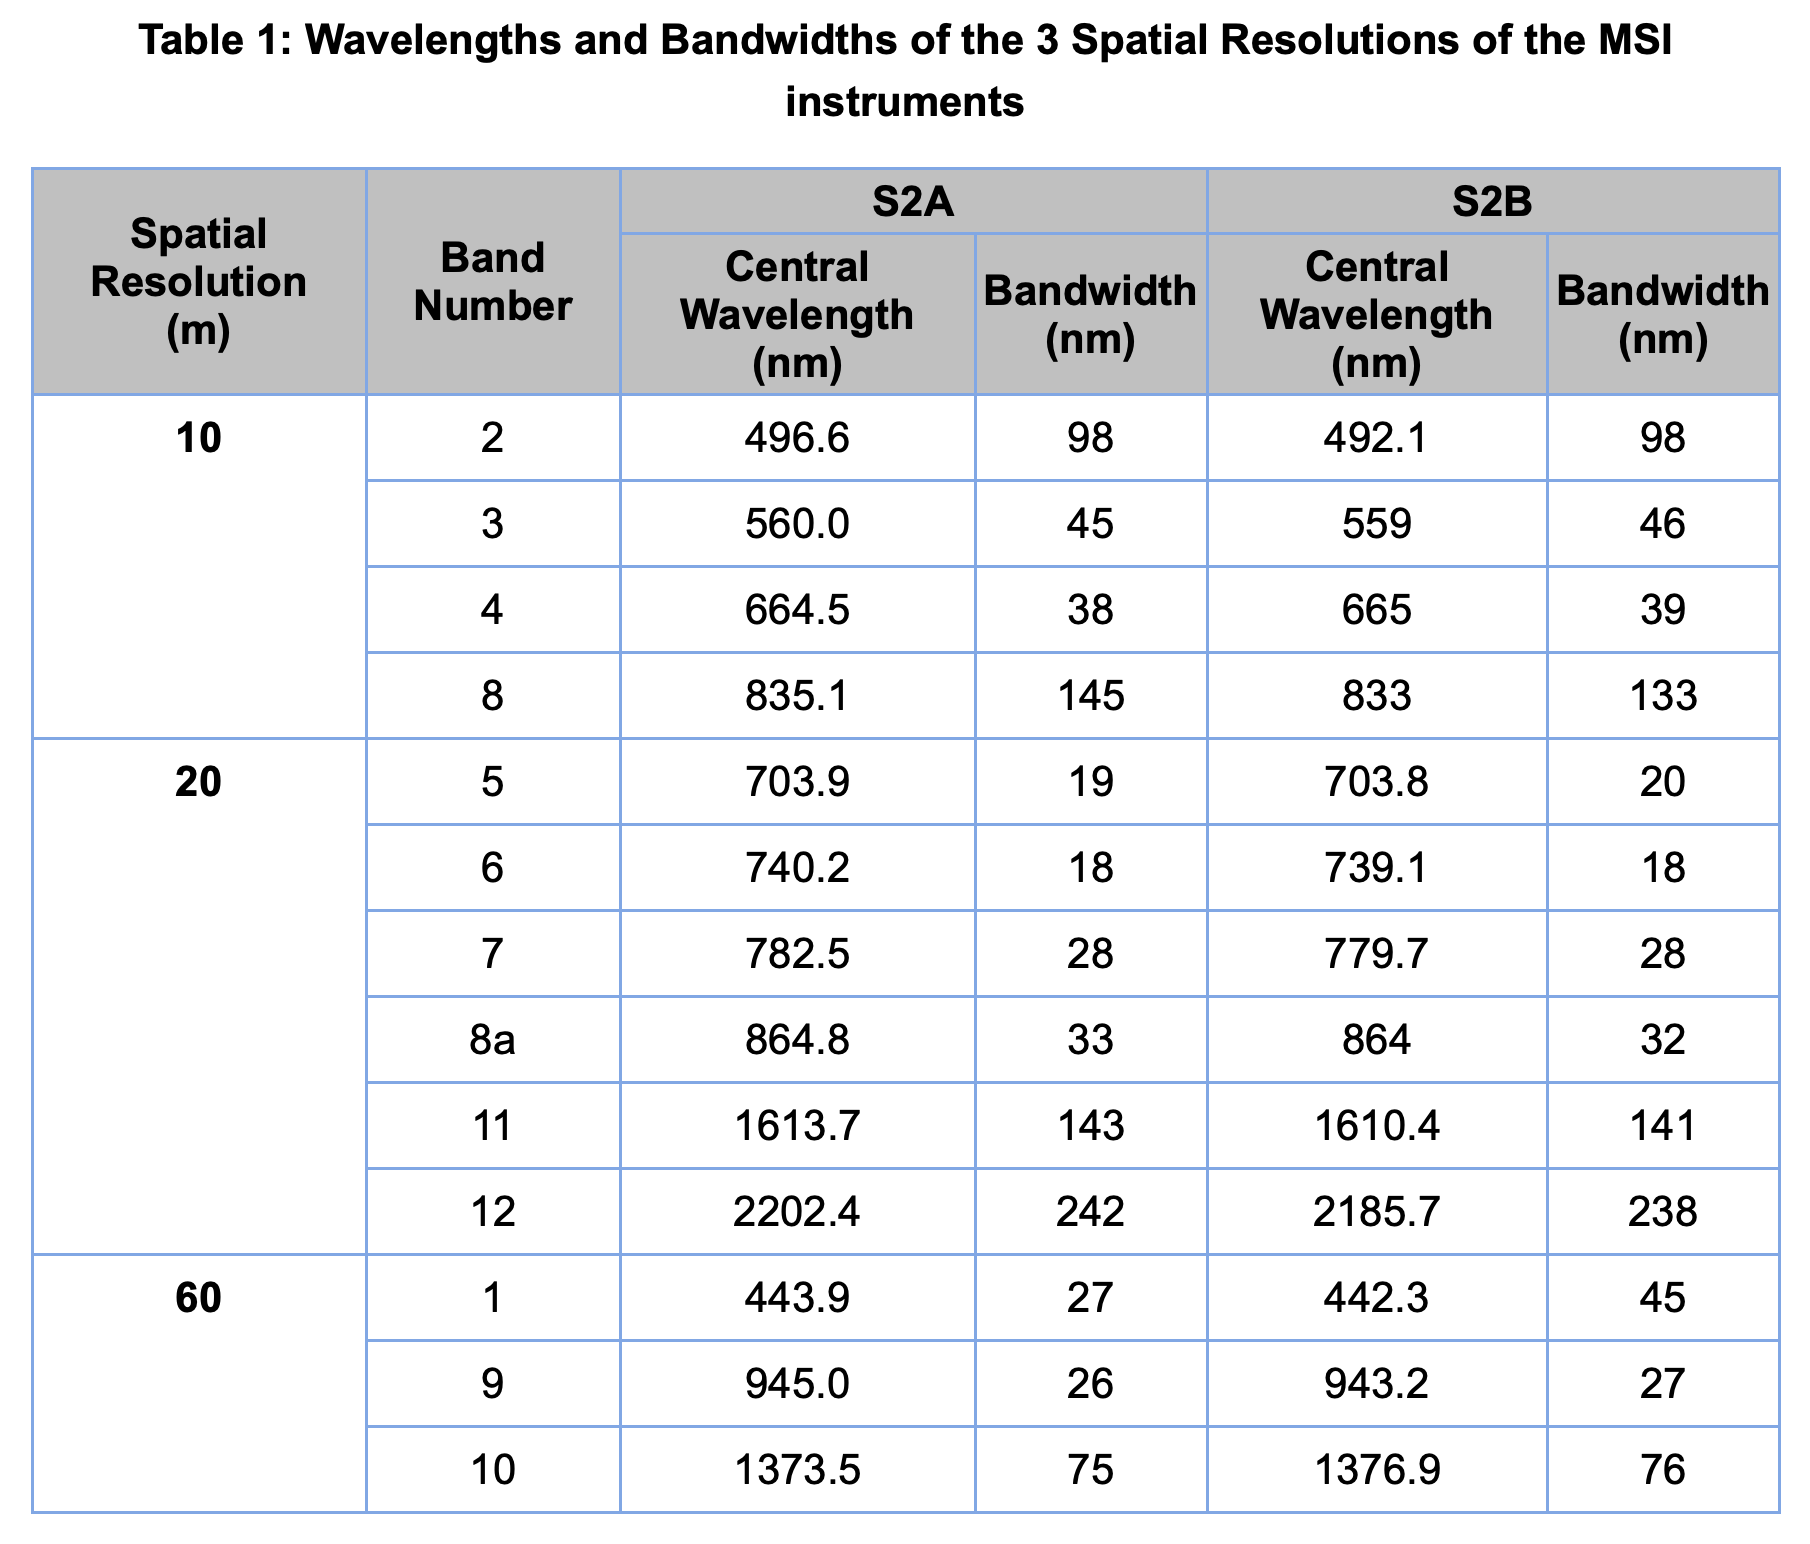 Table 1: Wavelengths and Bandwidths of the 3 Spatial Resolutions of the MSI
instruments
Spatial
Resolution
(m)
Band
Number
S2A
S2B
Central
Wavelength
(nm)
Bandwidth
(nm)
Central
Wavelength
(nm)
Bandwidth
(nm)
10 2 496.6 98 492.1 98
3 560.0 45 559 46
4 664.5 38 665 39
8 835.1 145 833 133
20 5 703.9 19 703.8 20
6 740.2 18 739.1 18
7 782.5 28 779.7 28
8a 864.8 33 864 32
11 1613.7 143 1610.4 141
12 2202.4 242 2185.7 238
60 1 443.9 27 442.3 45
9 945.0 26 943.2 27
10 1373.5 75 1376.9 76